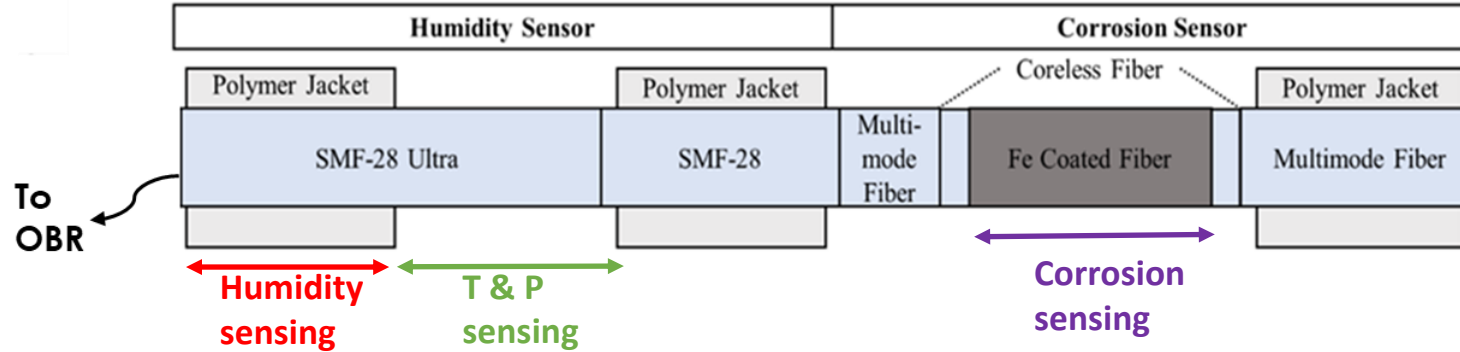 Humidity Sensor
Corrosion Sensor
Polymer Jacket
Polymer Jacket
Coreless Fiber
Polymer Jacket
SMF-28 Ultra
SMF-28
Multi-
mode
Fiber
Fe Coated Fiber
Multimode Fiber
To
OBR
Humidity
sensing
T & P
sensing
Corrosion
sensing